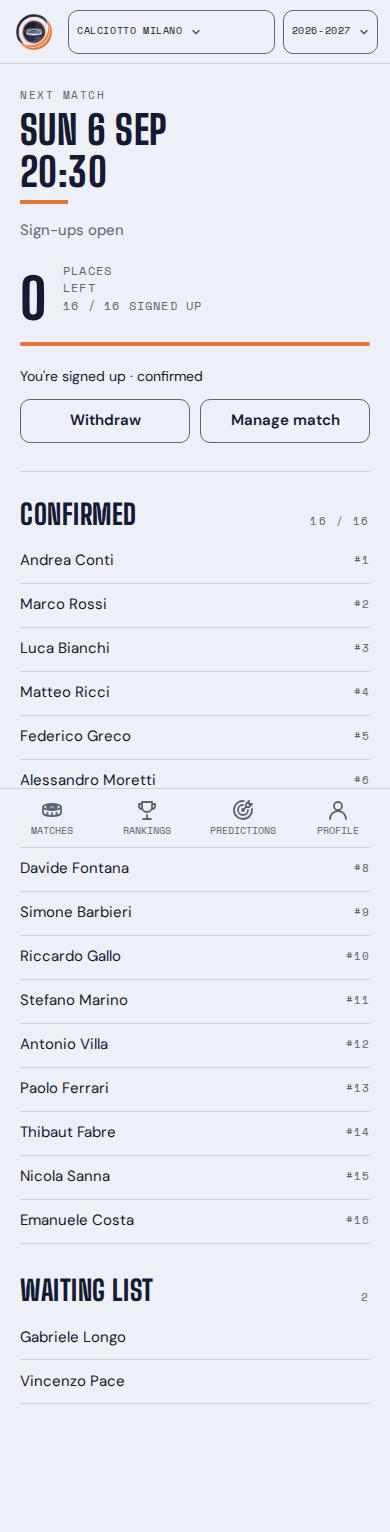 CALCIOTTO MILANO
2026-2027
NEXT MATCH
SUN 6 SEP
20:30
Sign-ups open
0
PLACES
LEFT
16 / 16 SIGNED UP
You're signed up · confirmed
Withdraw
Manage match
CONFIRMED
16 / 16
Andrea Conti
#1
Marco Rossi
#2
Luca Bianchi
#3
Matteo Ricci
#4
Federico Greco
#5
Alessandro Moretti
#6
MATCHES
RANKINGS
PREDICTIONS
PROFILE
Davide Fontana
#8
Simone Barbieri
#9
Riccardo Gallo
#10
Stefano Marino
#11
Antonio Villa
#12
Paolo Ferrari
#13
Thibaut Fabre
#14
Nicola Sanna
#15
Emanuele Costa
#16
WAITING LIST
2
Gabriele Longo
Vincenzo Pace